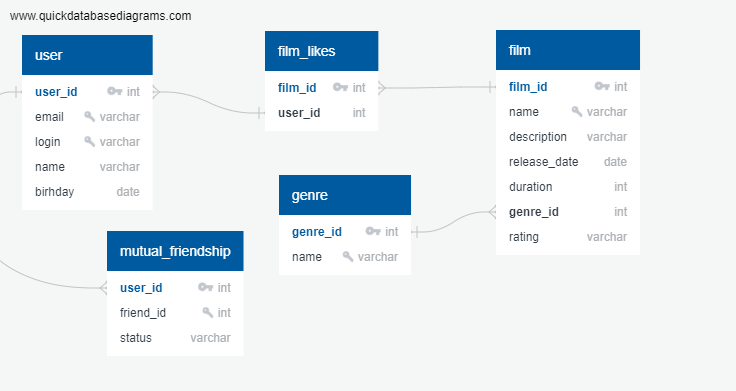 www.quickdatabasediagrams.com
user
user_id int
email varchar
login varchar
name varchar
birhday date
film_likes
film_id int
user_id int
film
film_id int
name varchar
description varchar
release_date date
duration int
genre_id int
rating varchar
genre
genre_id int
name varchar
mutual_friendship
user_id int
friend_id int
status varchar